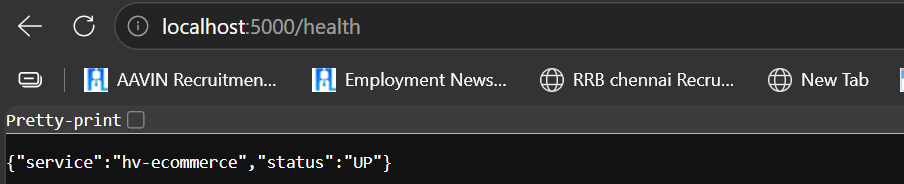 localhost:5000/health
AAVIN Recruitmen...
Employment News...
RRB chennai Recru...
New Tab
Pretty-print
{"service":"hv-ecommerce","status":"UP"}